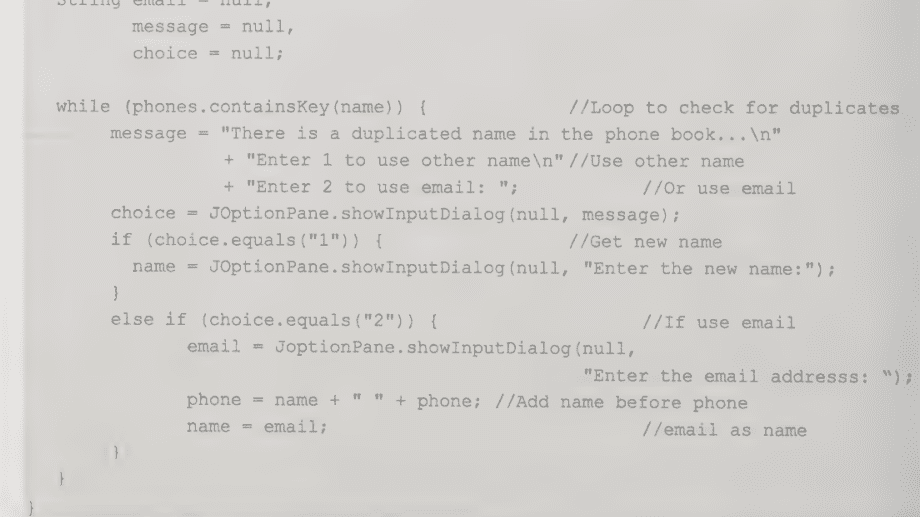 String email = null,
message = null,
choice = null;
while (phones.containsKey(name)) { //Loop to check for duplicates
message = "There is a duplicated name in the phone book...\n"
+ "Enter 1 to use other name\n" //Use other name
+ "Enter 2 to use email: "; //Or use email
choice = JOptionPane.showInputDialog(null, message);
if (choice.equals("1")) { //Get new name
name = JOptionPane.showInputDialog(null, "Enter the new name:");
}
else if (choice.equals("2")) { //If use email
email = JoptionPane.showInputDialog(null,
"Enter the email addresss: “);
phone = name + " " + phone; //Add name before phone
name = email; //email as name
}
}
}